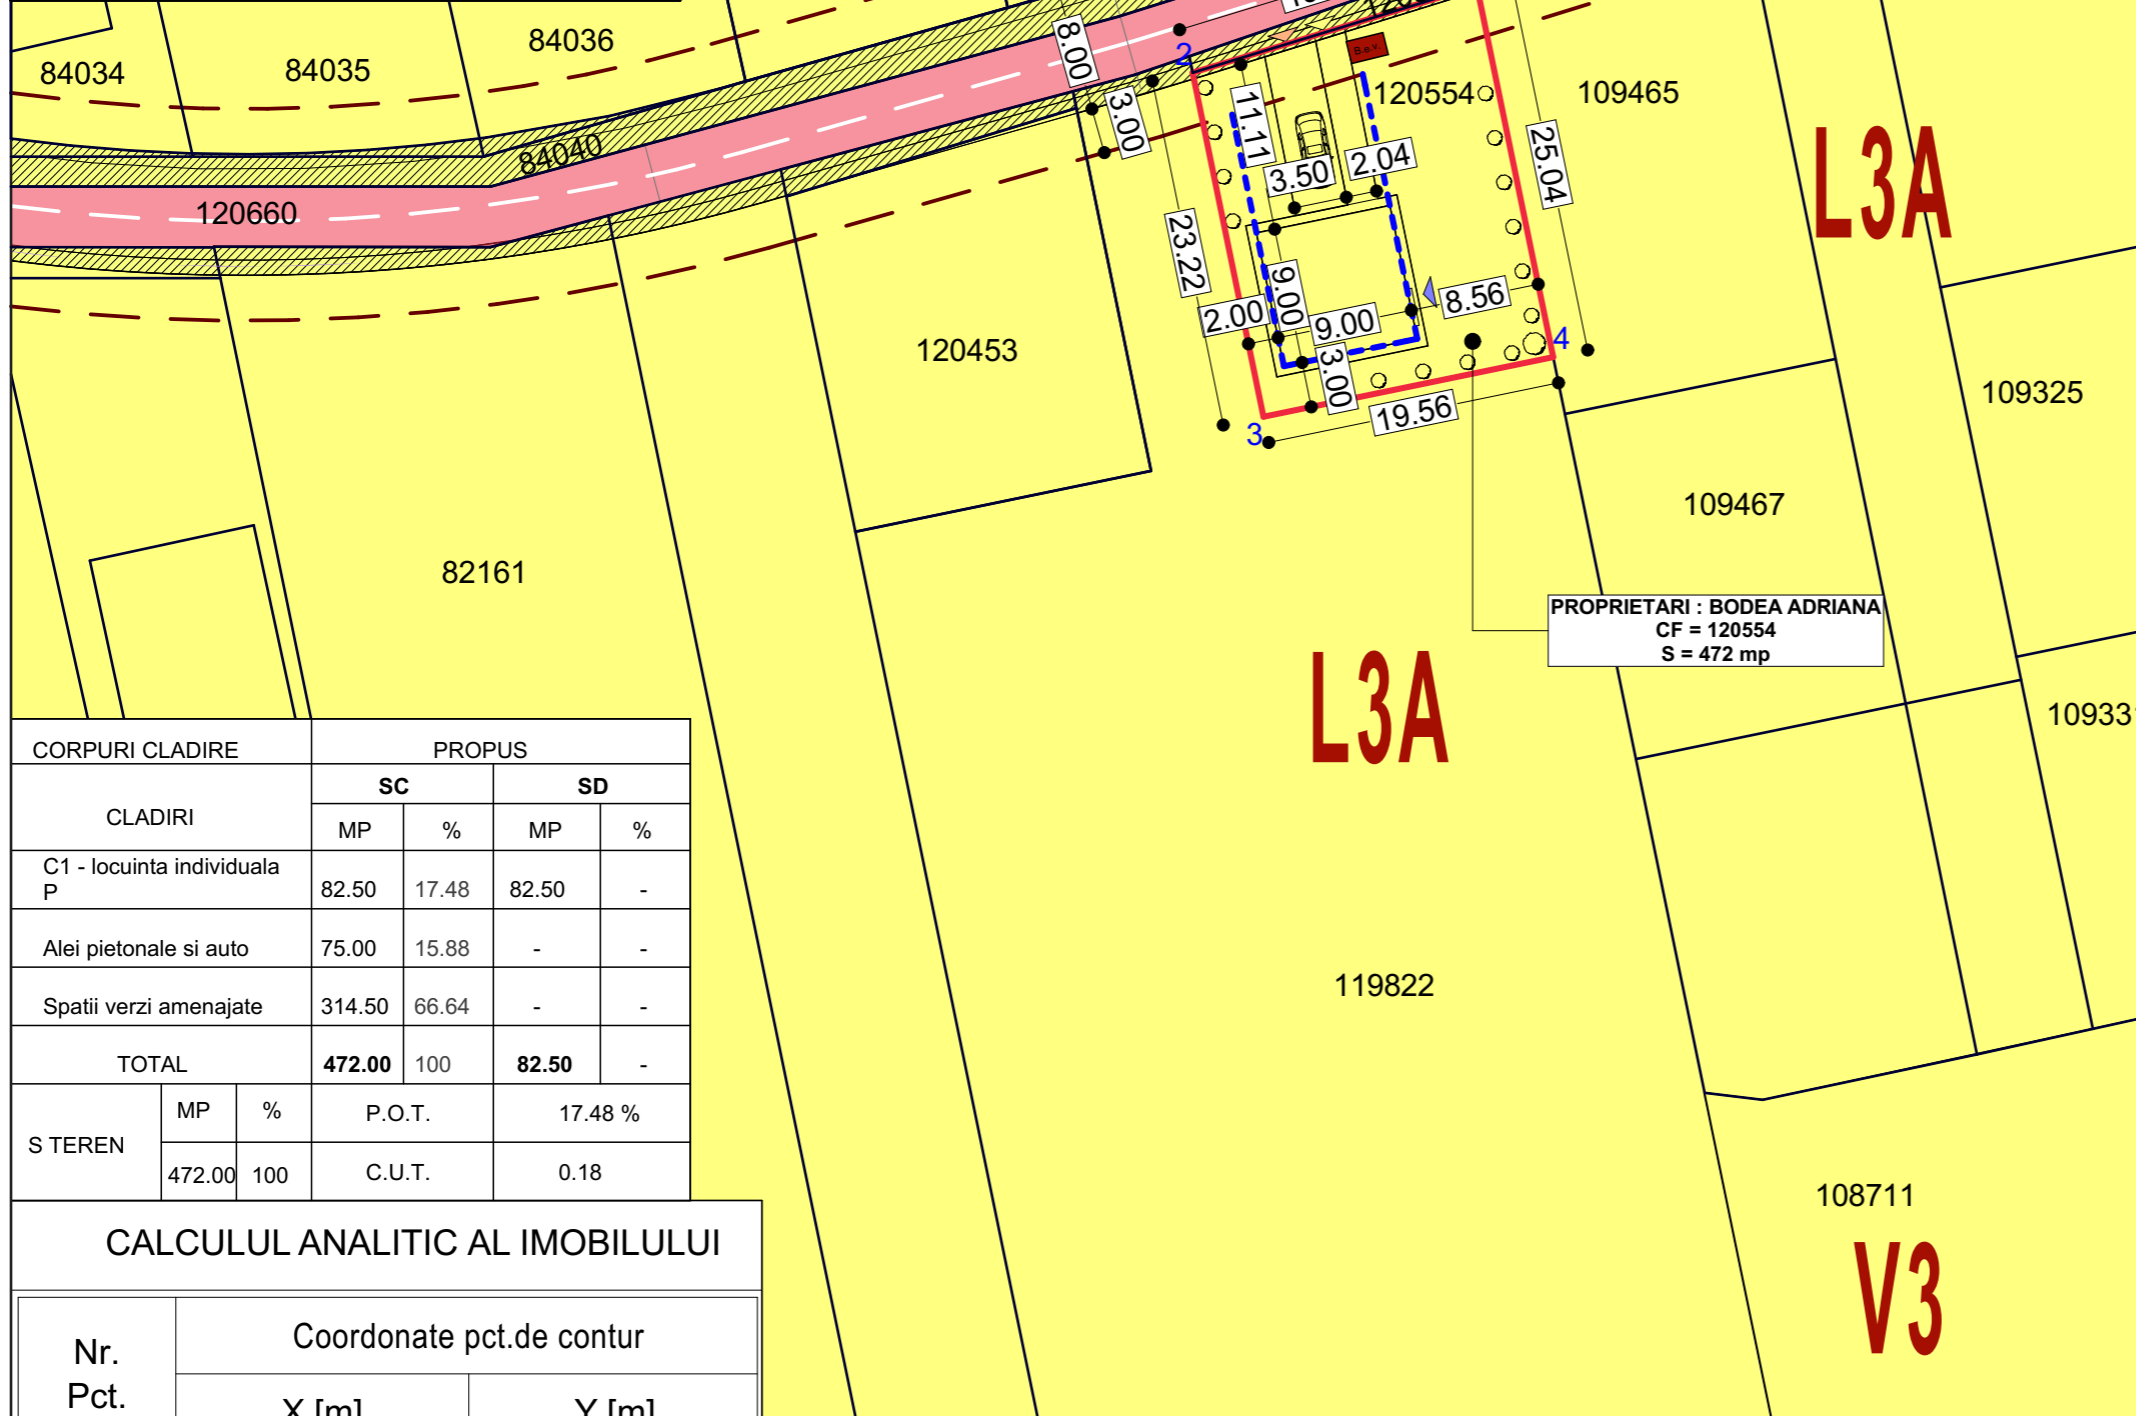 84034
84035
84036
8.00
2
B.a.v.
3.00
11.11
120554
109465
L3A
84040
3.50
2.04
25.04
120660
23.22
9.00
2.00
9.00
8.56
3.00
4
120453
19.56
3
109325
109467
82161
PROPRIETARI : BODEA ADRIANA
CF = 120554
S = 472 mp
L3A
CORPURI CLADIRE PROPUS
SC SD
CLADIRI MP % MP %
C1 - locuinta individuala
P 82.50 17.48 82.50 -
Alei pietonale si auto 75.00 15.88 - -
Spatii verzi amenajate 314.50 66.64 - -
TOTAL 472.00 100 82.50 -
S TEREN MP % P.O.T. 17.48 %
472.00 100 C.U.T. 0.18
119822
108711
V3
CALCULUL ANALITIC AL IMOBILULUI
Nr.
Pct.
Coordonate pct.de contur
X [m] Y [m]